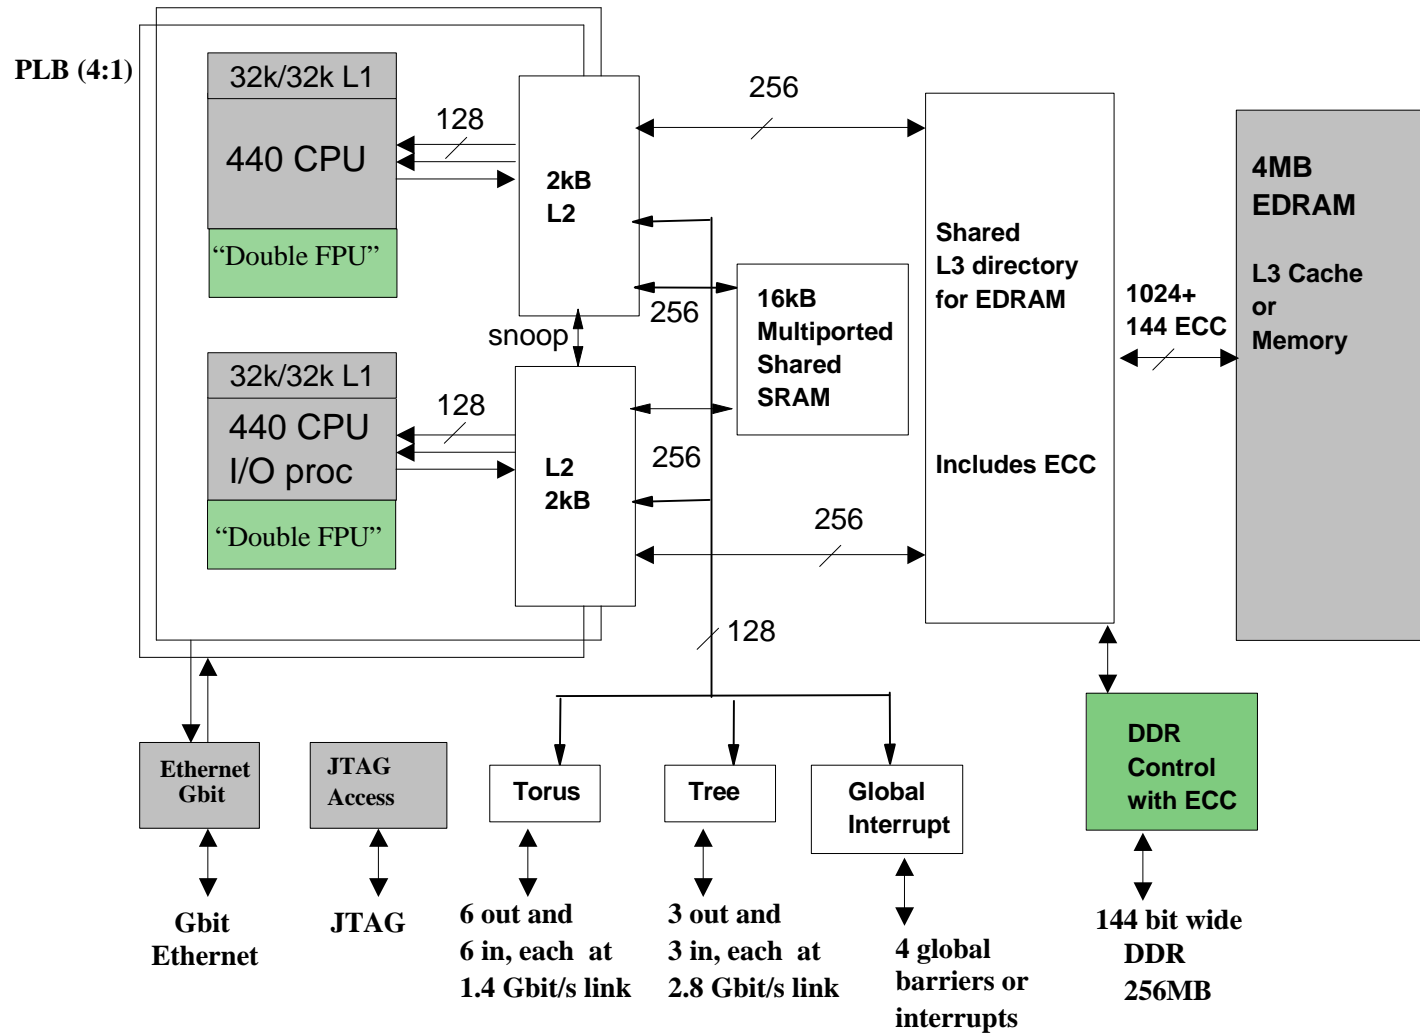 PLB (4:1)
32k/32k L1
440 CPU
“Double FPU”
128
2kB
L2
256
256
snoop
32k/32k L1
440 CPU
I/O proc
“Double FPU”
128
L2
2kB
256
256
16kB
Multiported
Shared
SRAM
Shared
L3 directory
for EDRAM
Includes ECC
1024+
144 ECC
4MB
EDRAM
L3 Cache
or
Memory
128
Ethernet
Gbit
JTAG
Access
Torus
Tree
Global
Interrupt
DDR
Control
with ECC
Gbit
Ethernet
JTAG
6 out and
6 in, each at
1.4 Gbit/s link
3 out and
3 in, each at
2.8 Gbit/s link
4 global
barriers or
interrupts
144 bit wide
DDR
256MB